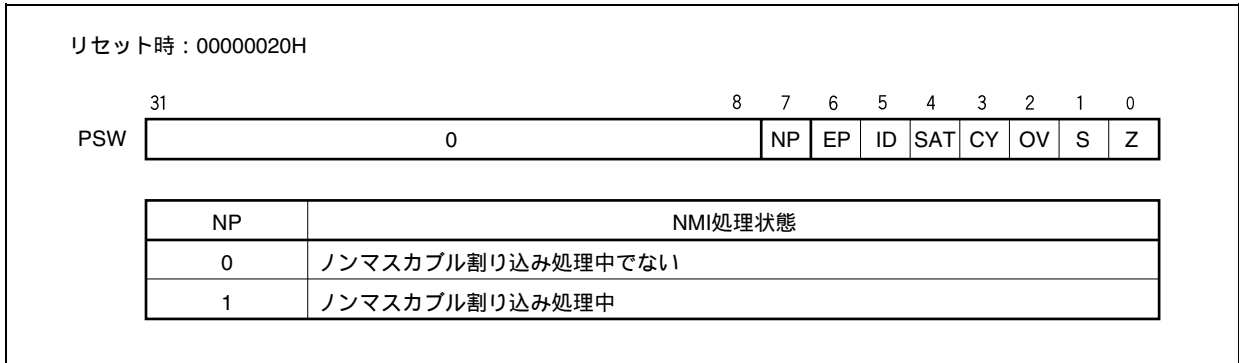 リセット時：00000020H
31 8 7 6 5 4 3 2 1 0
PSW 0 NP EP ID SAT CY OV S Z
NP NMI処理状態
0 ノンマスカブル割り込み処理中でない
1 ノンマスカブル割り込み処理中